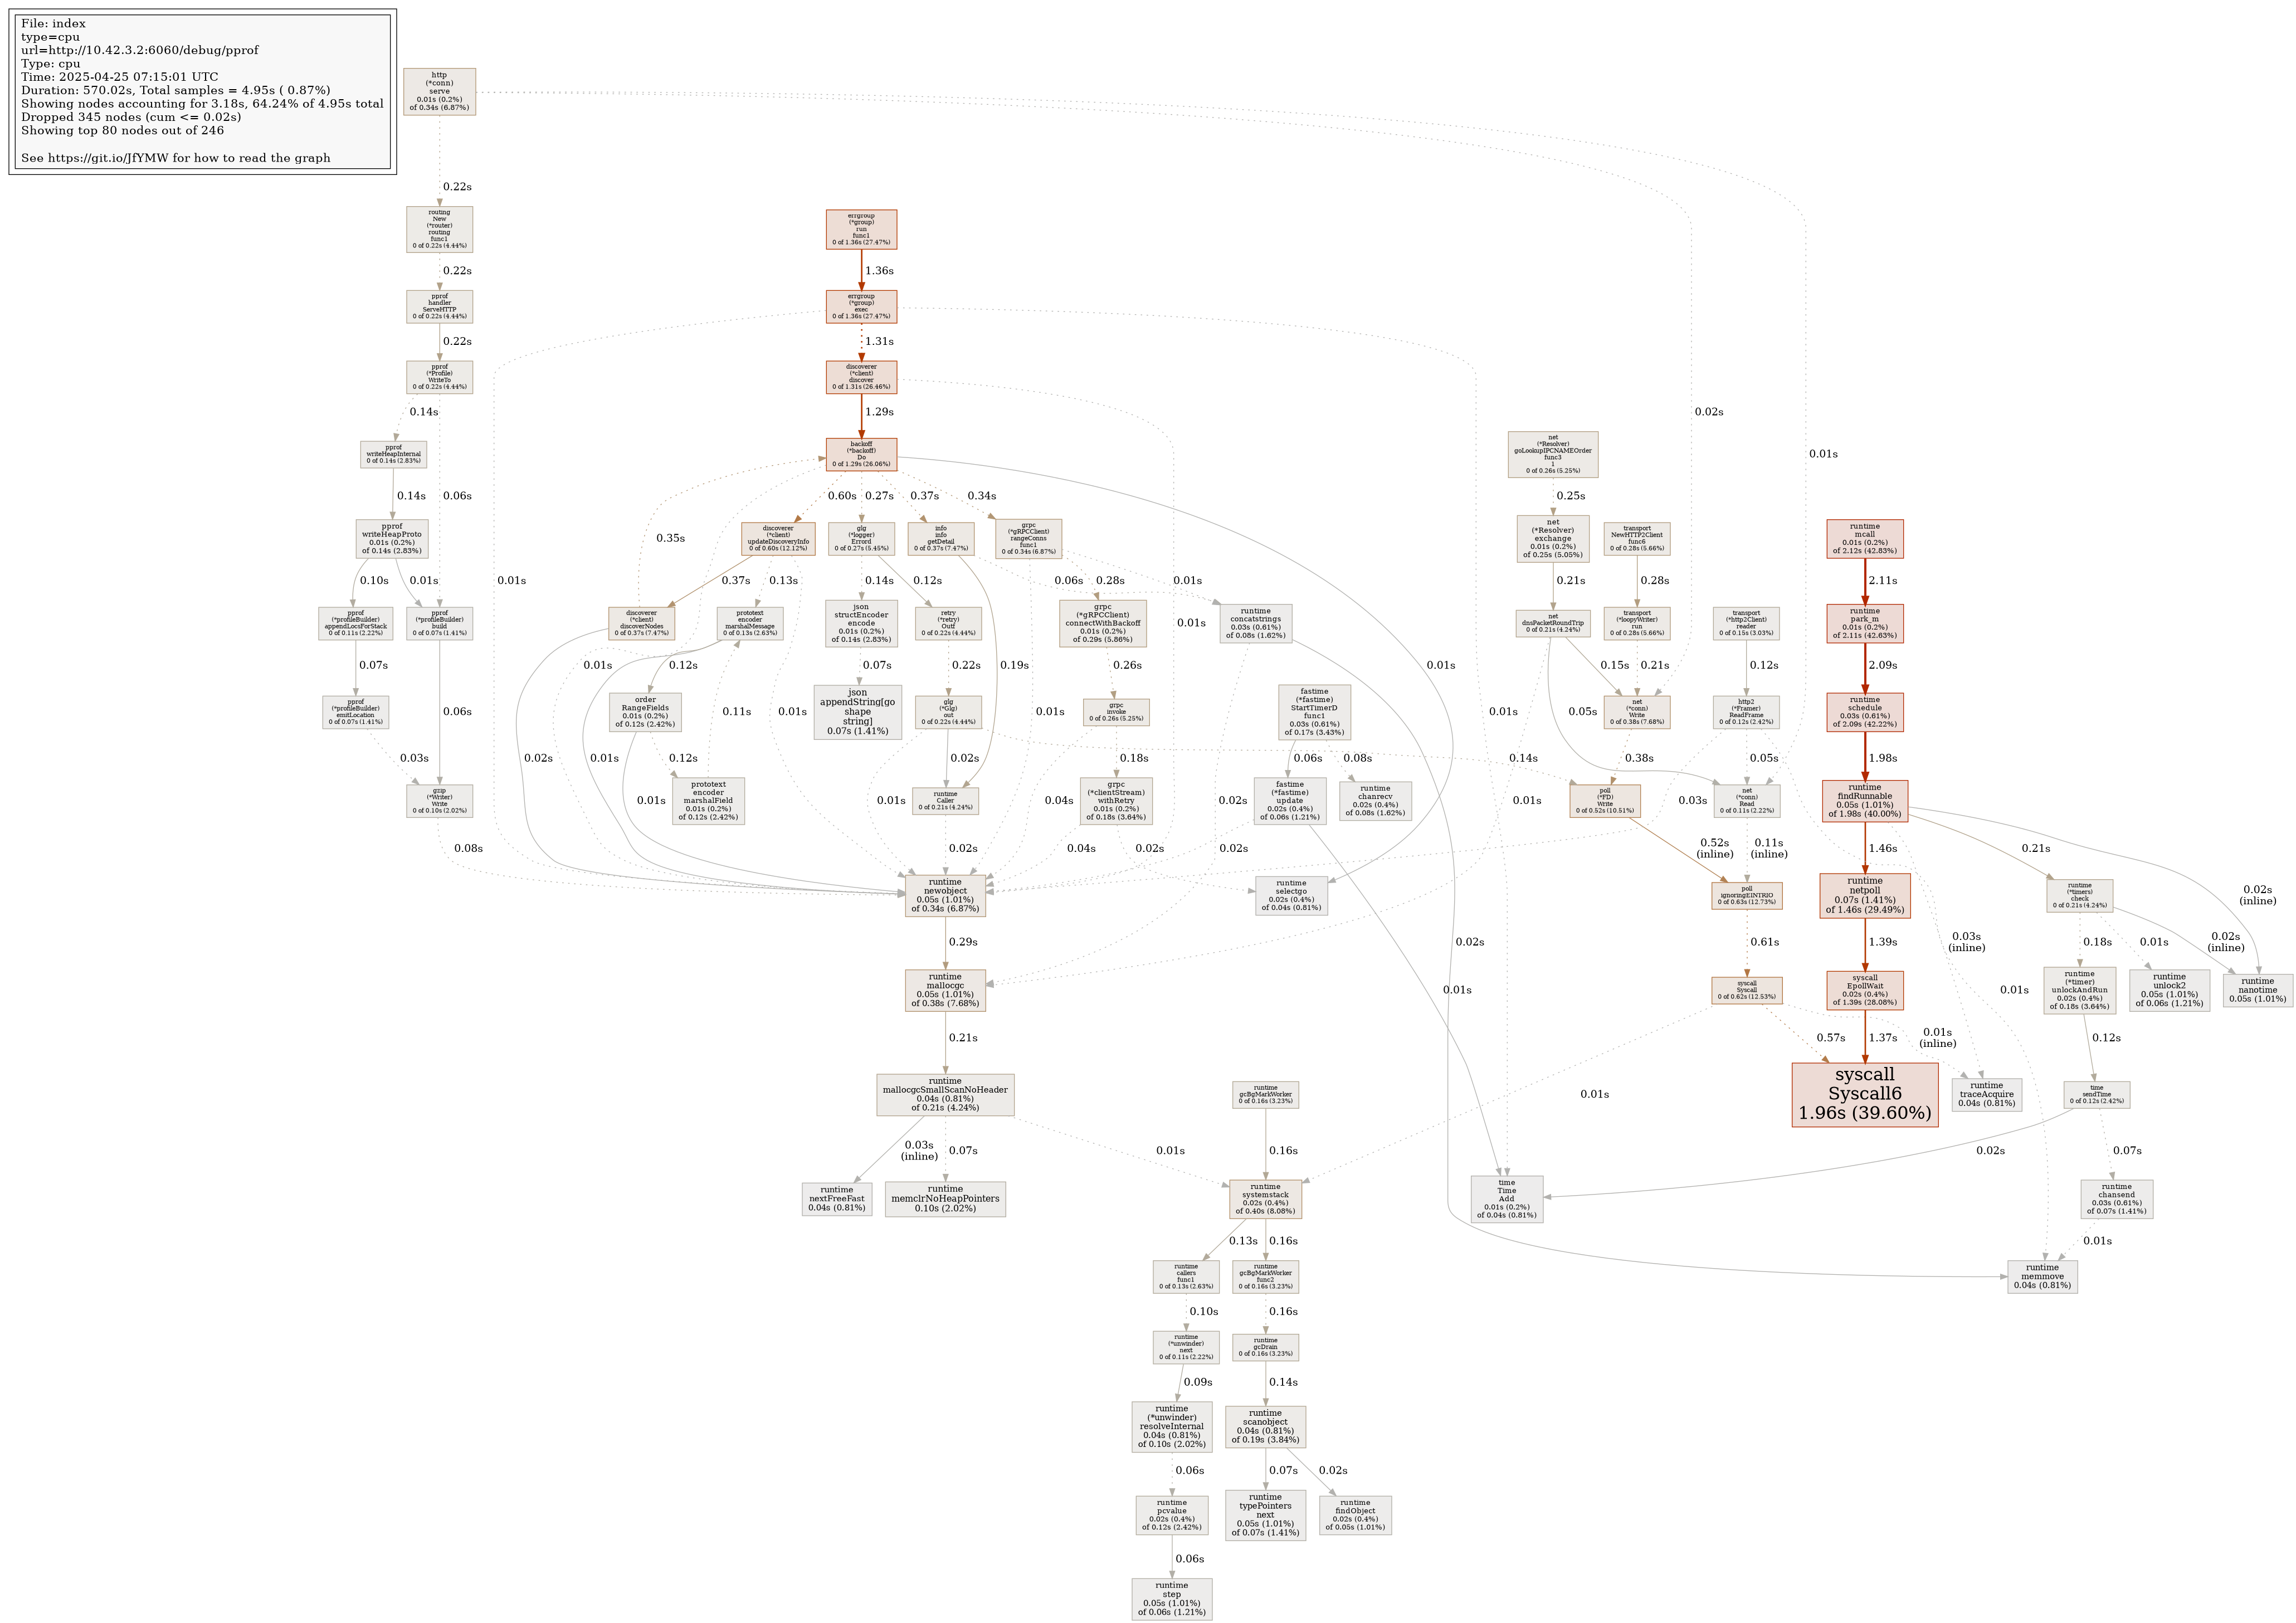 File: index
type=cpu
url=http://10.42.3.2:6060/debug/pprof
Type: cpu
Time: 2025-04-25 07:15:01 UTC
Duration: 570.02s, Total samples = 4.95s ( 0.87%)
Showing nodes accounting for 3.18s, 64.24% of 4.95s total
Dropped 345 nodes (cum <= 0.02s)
Showing top 80 nodes out of 246
See https://git.io/JfYMW for how to read the graph
http
(*conn)
serve
0.01s (0.2%)
of 0.34s (6.87%)
0.22s
routing
New
(*router)
routing
func1
0 of 0.22s (4.44%)
errgroup
(*group)
run
func1
0 of 1.36s (27.47%)
0.22s
1.36s
pprof
handler
ServeHTTP
0 of 0.22s (4.44%)
errgroup
(*group)
exec
0 of 1.36s (27.47%)
0.22s
1.31s
pprof
(*Profile)
WriteTo
0 of 0.22s (4.44%)
discoverer
(*client)
discover
0 of 1.31s (26.46%)
0.14s
1.29s
0.02s
pprof
writeHeapInternal
0 of 0.14s (2.83%)
backoff
(*backoff)
Do
0 of 1.29s (26.06%)
net
(*Resolver)
goLookupIPCNAMEOrder
func3
1
0 of 0.26s (5.25%)
0.01s
0.14s
0.06s
0.60s
0.27s
0.37s
0.34s
0.25s
pprof
writeHeapProto
0.01s (0.2%)
of 0.14s (2.83%)
0.35s
discoverer
(*client)
updateDiscoveryInfo
0 of 0.60s (12.12%)
glg
(*logger)
Errord
0 of 0.27s (5.45%)
info
info
getDetail
0 of 0.37s (7.47%)
grpc
(*gRPCClient)
rangeConns
func1
0 of 0.34s (6.87%)
net
(*Resolver)
exchange
0.01s (0.2%)
of 0.25s (5.05%)
transport
NewHTTP2Client
func6
0 of 0.28s (5.66%)
runtime
mcall
0.01s (0.2%)
of 2.12s (42.83%)
0.10s
0.01s
0.01s
0.37s
0.13s
0.14s
0.12s
0.06s
0.28s
0.01s
0.21s
0.28s
2.11s
pprof
(*profileBuilder)
appendLocsForStack
0 of 0.11s (2.22%)
pprof
(*profileBuilder)
build
0 of 0.07s (1.41%)
discoverer
(*client)
discoverNodes
0 of 0.37s (7.47%)
prototext
encoder
marshalMessage
0 of 0.13s (2.63%)
json
structEncoder
encode
0.01s (0.2%)
of 0.14s (2.83%)
retry
(*retry)
Outf
0 of 0.22s (4.44%)
grpc
(*gRPCClient)
connectWithBackoff
0.01s (0.2%)
of 0.29s (5.86%)
0.01s
runtime
concatstrings
0.03s (0.61%)
of 0.08s (1.62%)
net
dnsPacketRoundTrip
0 of 0.21s (4.24%)
transport
(*loopyWriter)
run
0 of 0.28s (5.66%)
transport
(*http2Client)
reader
0 of 0.15s (3.03%)
runtime
park_m
0.01s (0.2%)
of 2.11s (42.63%)
0.07s
0.01s
0.12s
0.07s
0.22s
0.19s
0.26s
0.01s
0.15s
0.21s
0.12s
2.09s
pprof
(*profileBuilder)
emitLocation
0 of 0.07s (1.41%)
0.06s
order
RangeFields
0.01s (0.2%)
of 0.12s (2.42%)
0.11s
0.01s
json
appendString[go
shape
string]
0.07s (1.41%)
glg
(*Glg)
out
0 of 0.22s (4.44%)
0.01s
grpc
invoke
0 of 0.26s (5.25%)
fastime
(*fastime)
StartTimerD
func1
0.03s (0.61%)
of 0.17s (3.43%)
0.01s
0.05s
net
(*conn)
Write
0 of 0.38s (7.68%)
http2
(*Framer)
ReadFrame
0 of 0.12s (2.42%)
runtime
schedule
0.03s (0.61%)
of 2.09s (42.22%)
0.03s
0.02s
0.01s
0.12s
0.02s
0.18s
0.06s
0.08s
0.14s
0.38s
0.05s
1.98s
gzip
(*Writer)
Write
0 of 0.10s (2.02%)
0.01s
prototext
encoder
marshalField
0.01s (0.2%)
of 0.12s (2.42%)
0.01s
runtime
Caller
0 of 0.21s (4.24%)
0.04s
grpc
(*clientStream)
withRetry
0.01s (0.2%)
of 0.18s (3.64%)
0.02s
fastime
(*fastime)
update
0.02s (0.4%)
of 0.06s (1.21%)
runtime
chanrecv
0.02s (0.4%)
of 0.08s (1.62%)
0.01s
poll
(*FD)
Write
0 of 0.52s (10.51%)
0.03s
net
(*conn)
Read
0 of 0.11s (2.22%)
runtime
findRunnable
0.05s (1.01%)
of 1.98s (40.00%)
0.08s
0.02s
0.04s
0.02s
0.02s
0.52s
(inline)
0.11s
(inline)
1.46s
0.21s
runtime
newobject
0.05s (1.01%)
of 0.34s (6.87%)
runtime
selectgo
0.02s (0.4%)
of 0.04s (0.81%)
poll
ignoringEINTRIO
0 of 0.63s (12.73%)
runtime
netpoll
0.07s (1.41%)
of 1.46s (29.49%)
runtime
(*timers)
check
0 of 0.21s (4.24%)
0.02s
(inline)
0.29s
0.02s
0.61s
1.39s
0.03s
(inline)
0.18s
0.01s
0.02s
(inline)
runtime
mallocgc
0.05s (1.01%)
of 0.38s (7.68%)
0.01s
syscall
Syscall
0 of 0.62s (12.53%)
syscall
EpollWait
0.02s (0.4%)
of 1.39s (28.08%)
0.01s
runtime
(*timer)
unlockAndRun
0.02s (0.4%)
of 0.18s (3.64%)
runtime
unlock2
0.05s (1.01%)
of 0.06s (1.21%)
runtime
nanotime
0.05s (1.01%)
0.21s
0.57s
1.37s
0.01s
(inline)
0.12s
runtime
mallocgcSmallScanNoHeader
0.04s (0.81%)
of 0.21s (4.24%)
runtime
gcBgMarkWorker
0 of 0.16s (3.23%)
0.01s
syscall
Syscall6
1.96s (39.60%)
runtime
traceAcquire
0.04s (0.81%)
time
sendTime
0 of 0.12s (2.42%)
0.03s
(inline)
0.07s
0.01s
0.16s
0.02s
0.07s
runtime
nextFreeFast
0.04s (0.81%)
runtime
memclrNoHeapPointers
0.10s (2.02%)
runtime
systemstack
0.02s (0.4%)
of 0.40s (8.08%)
time
Time
Add
0.01s (0.2%)
of 0.04s (0.81%)
runtime
chansend
0.03s (0.61%)
of 0.07s (1.41%)
0.13s
0.16s
0.01s
runtime
callers
func1
0 of 0.13s (2.63%)
runtime
gcBgMarkWorker
func2
0 of 0.16s (3.23%)
runtime
memmove
0.04s (0.81%)
0.10s
0.16s
runtime
(*unwinder)
next
0 of 0.11s (2.22%)
runtime
gcDrain
0 of 0.16s (3.23%)
0.09s
0.14s
runtime
(*unwinder)
resolveInternal
0.04s (0.81%)
of 0.10s (2.02%)
runtime
scanobject
0.04s (0.81%)
of 0.19s (3.84%)
0.06s
0.07s
0.02s
runtime
pcvalue
0.02s (0.4%)
of 0.12s (2.42%)
runtime
typePointers
next
0.05s (1.01%)
of 0.07s (1.41%)
runtime
findObject
0.02s (0.4%)
of 0.05s (1.01%)
0.06s
runtime
step
0.05s (1.01%)
of 0.06s (1.21%)